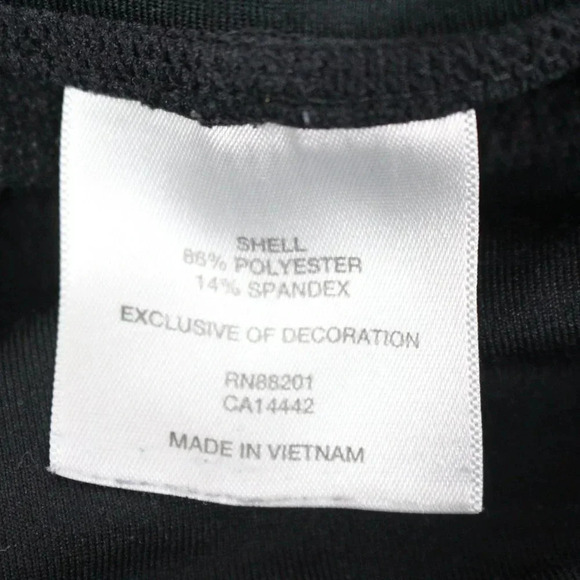 SHELL
86% POLYESTER
14% SPANDEX
EXCLUSIVE OF DECORATION
RN88201
CA14442
MADE IN VIETNAM